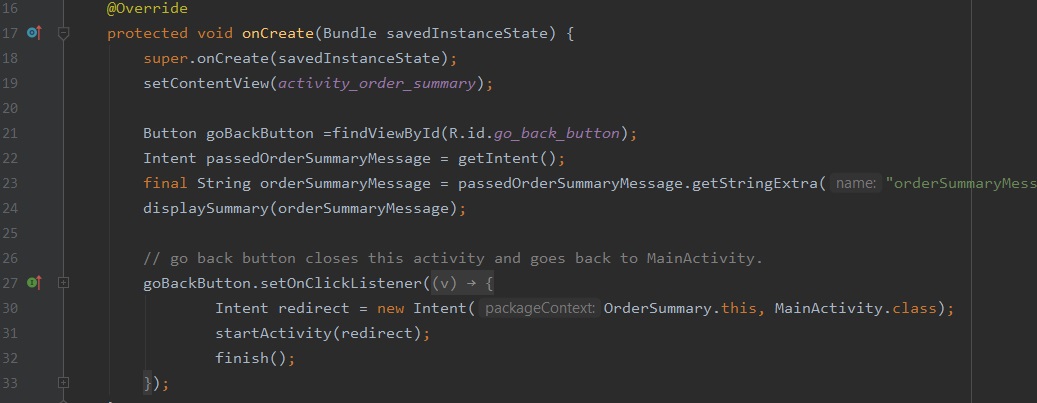 16 @Override
17 protected void onCreate(Bundle savedInstanceState) {
18 super.onCreate(savedInstanceState);
19 setContentView(activity_order_summary);
20
21 Button goBackButton =findViewById(R.id.go_back_button);
22 Intent passedOrderSummaryMessage = getIntent();
23 final String orderSummaryMessage = passedOrderSummaryMessage.getStringExtra( name: "orderSummaryMess
24 displaySummary(orderSummaryMessage);
25
26 // go back button closes this activity and goes back to MainActivity.
27 goBackButton.setOnClickListener((v) → {
30 Intent redirect = new Intent( packageContext: OrderSummary.this, MainActivity.class);
31 startActivity(redirect);
32 finish();
33 });